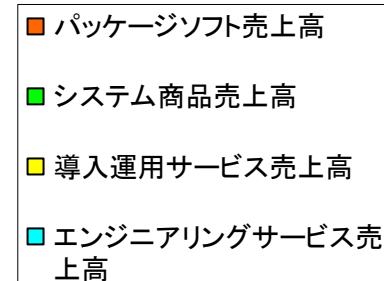 パッケージソフト売上高
システム商品売上高
導入運用サービス売上高
エンジニアリングサービス売
上高